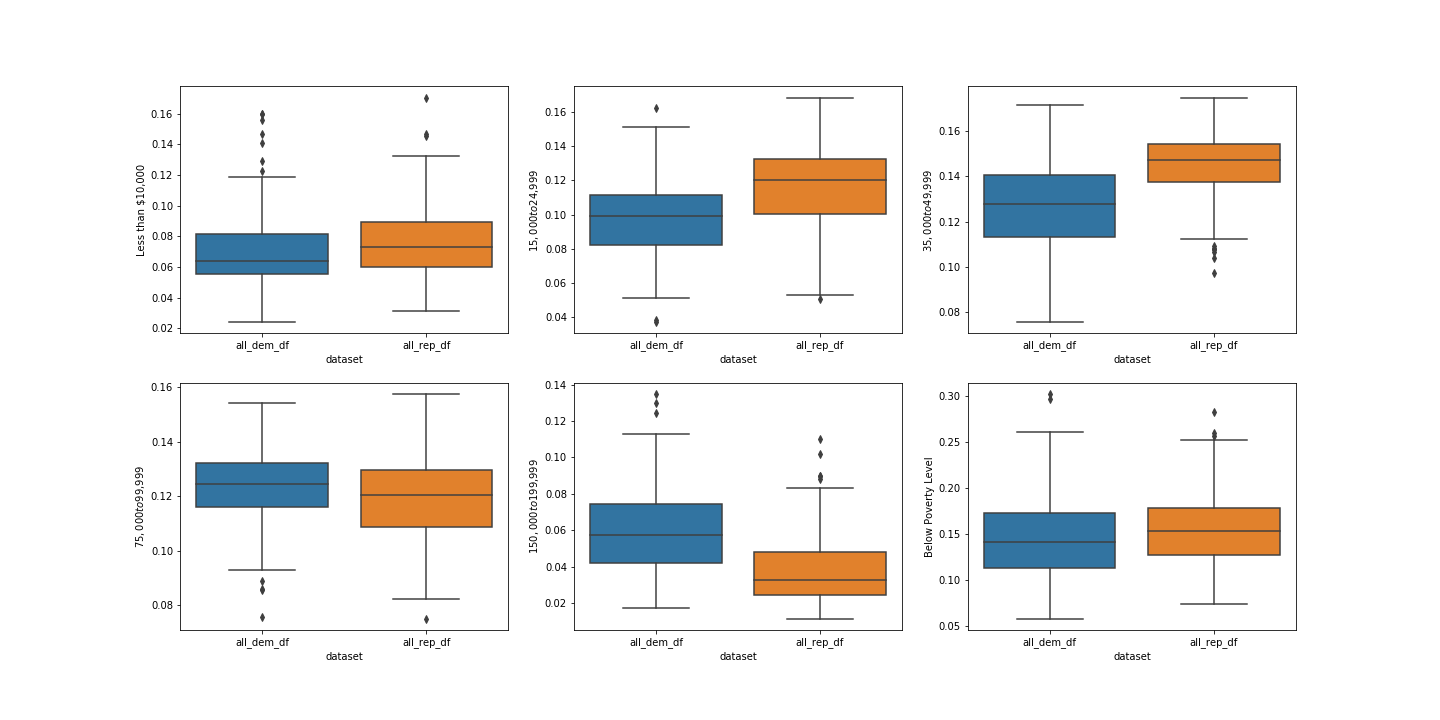 Less than $10,000
0.16
0.14
0.12
0.10
0.08
0.06
0.04
0.02
all_dem_df
all_rep_df
dataset
15,000to24,999
0.16
0.14
0.12
0.10
0.08
0.06
0.04
all_dem_df
all_rep_df
dataset
35,000to49,999
0.16
0.14
0.12
0.10
0.08
all_dem_df
all_rep_df
dataset
75,000to99,999
0.16
0.14
0.12
0.10
0.08
all_dem_df
all_rep_df
dataset
150,000to199,999
0.14
0.12
0.10
0.08
0.06
0.04
0.02
all_dem_df
all_rep_df
dataset
Below Poverty Level
0.30
0.25
0.20
0.15
0.10
0.05
all_dem_df
all_rep_df
dataset